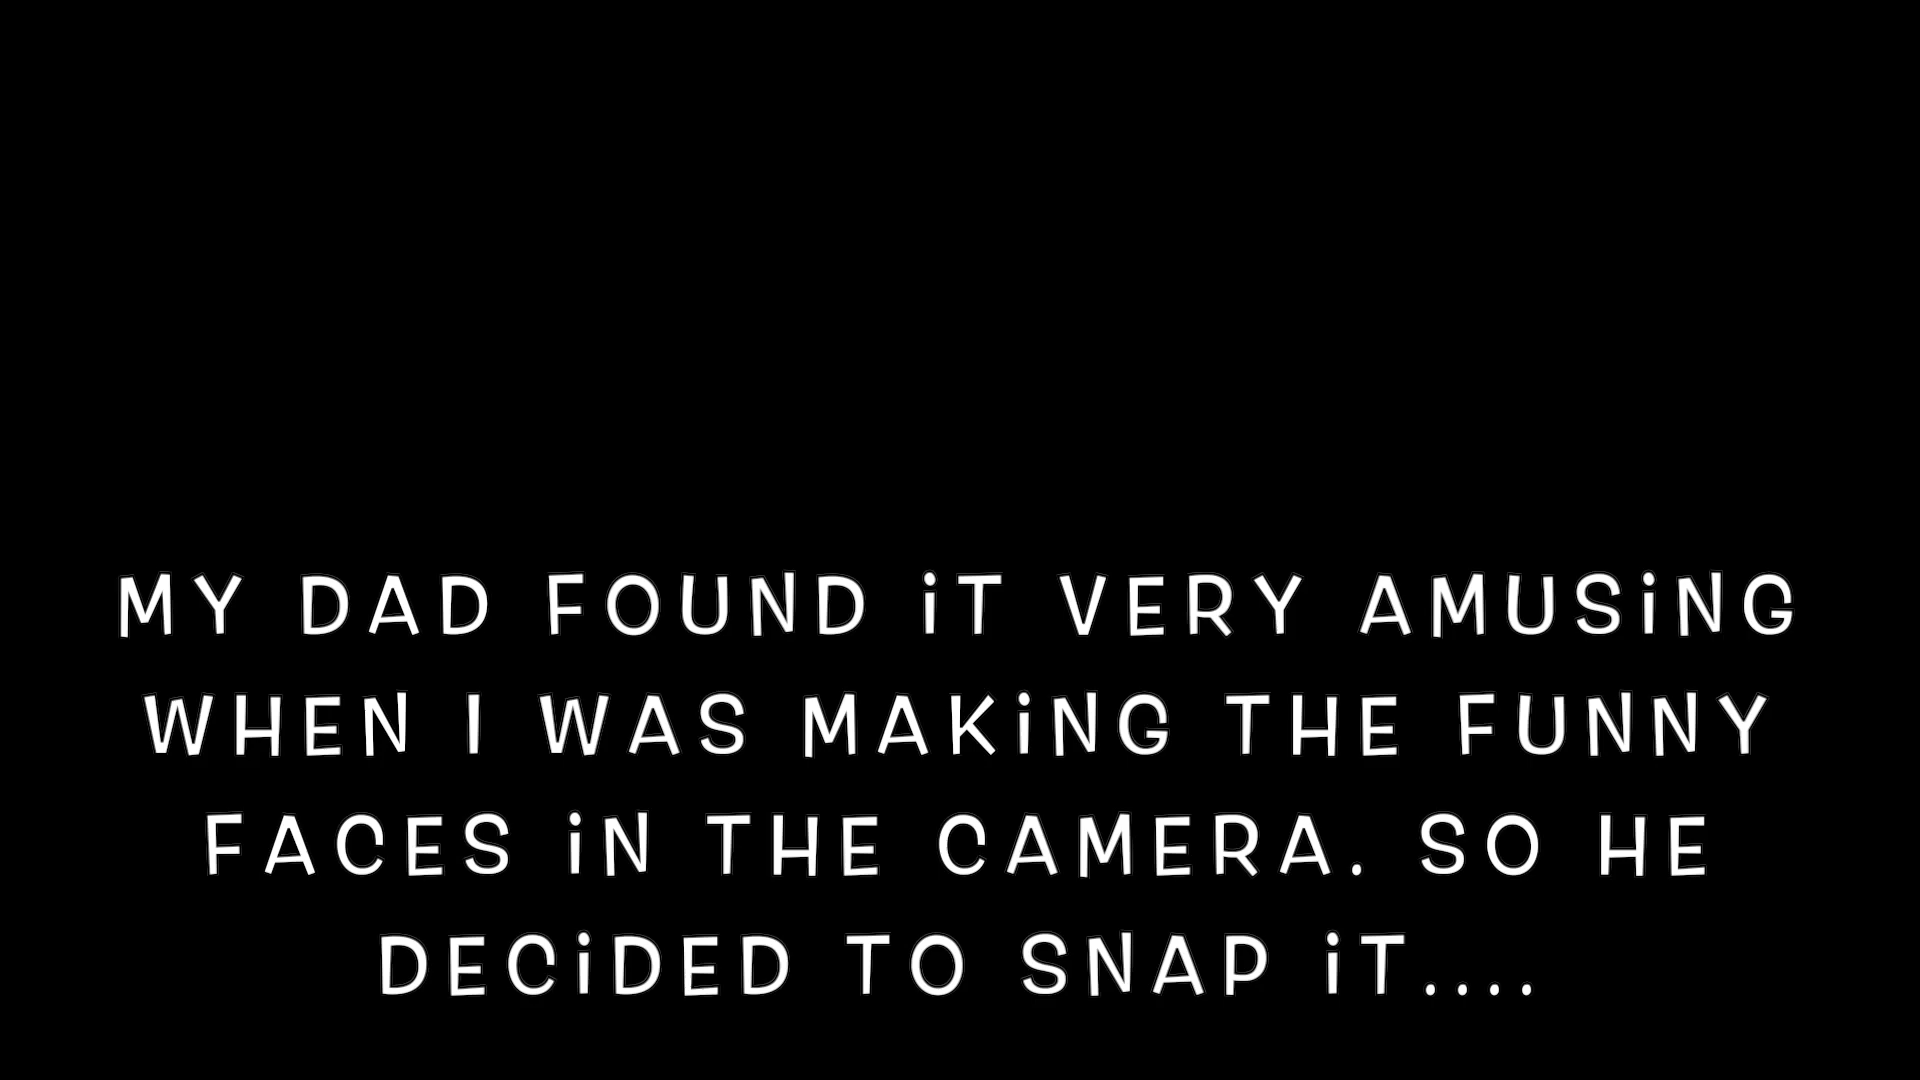 MY DAD FOUND iT VERY AMUSiNG
WHEN I WAS MAKiNG THE FUNNY
FACES iN THE CAMERA. SO HE
DECiDED TO SNAP iT....